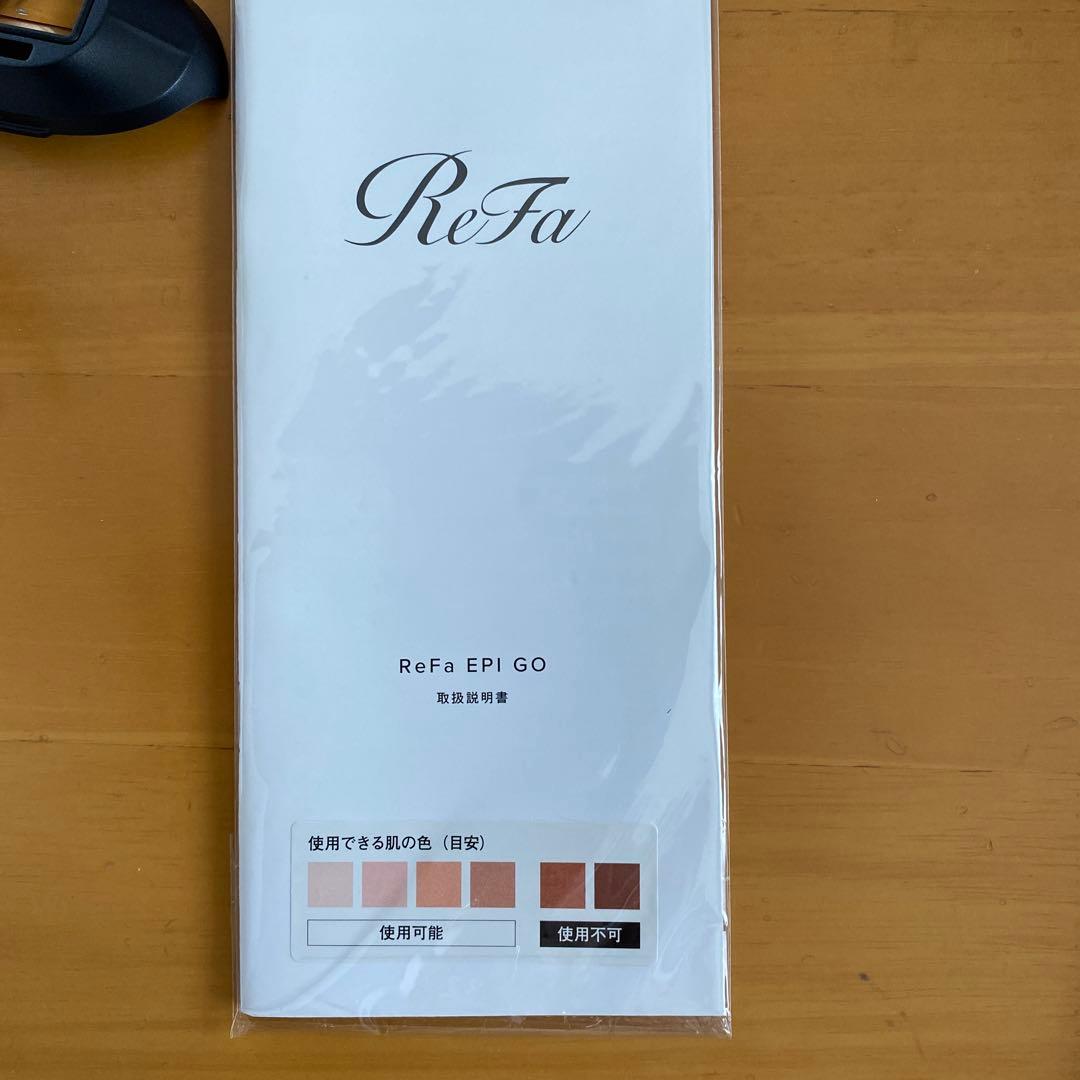 ReFa
ReFa EPI GO
取扱説明書
使用できる肌の色（目安）
使用可能
使用不可